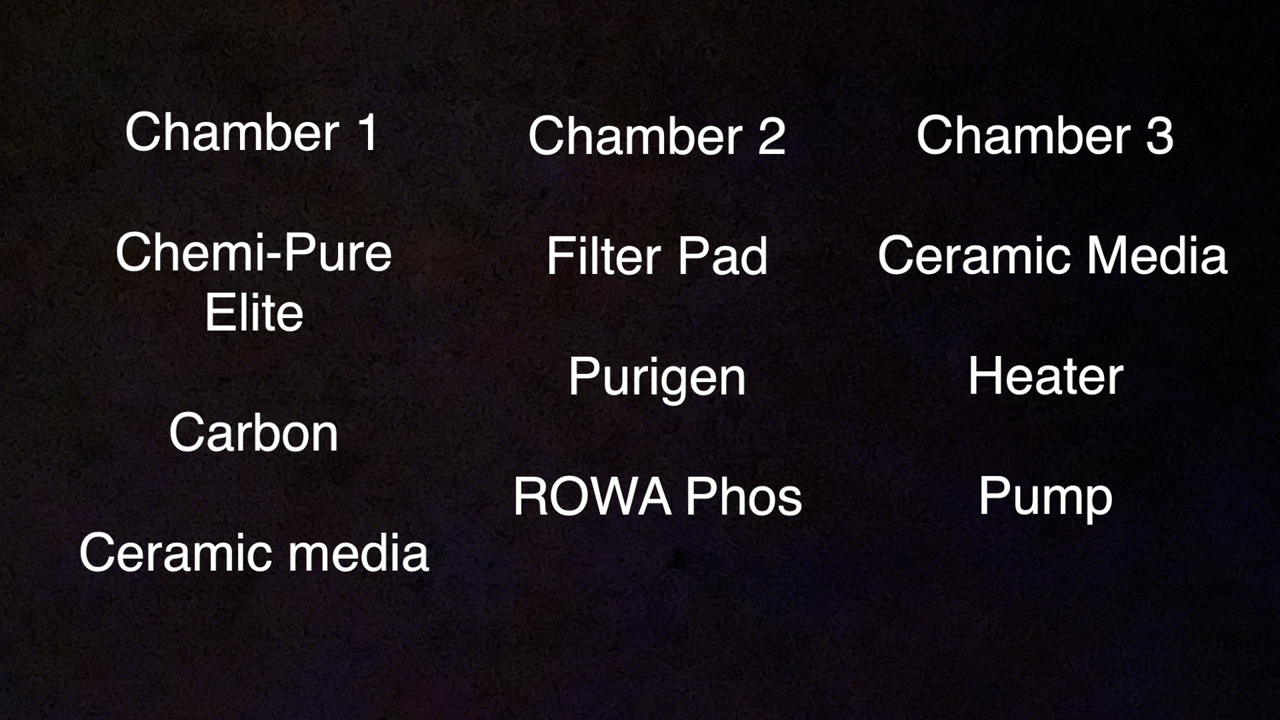 Chamber 1
Chemi-Pure
Elite
Carbon
Ceramic media
Chamber 2
Filter Pad
Purigen
ROWA Phos
Chamber 3
Ceramic Media
Heater
Pump